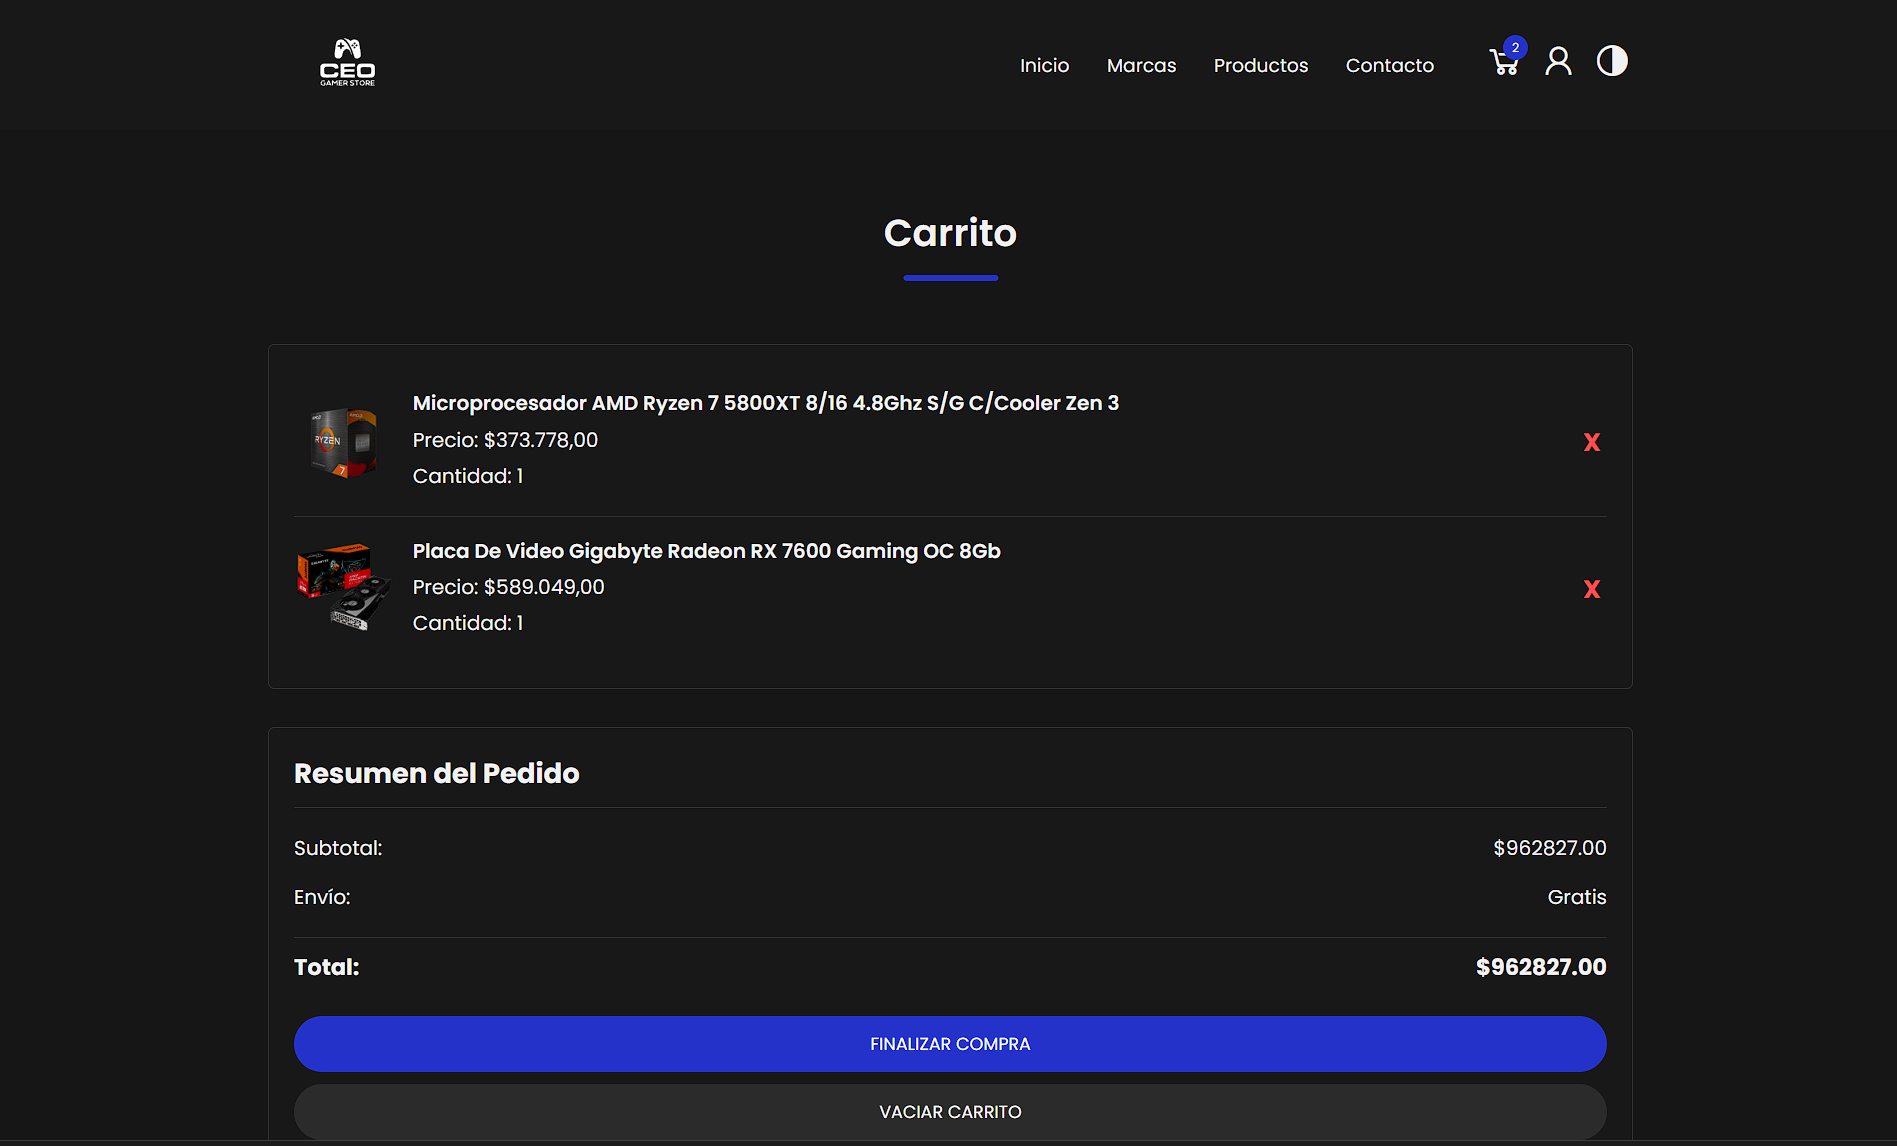 CEO
GAMER STORE
Inicio Marcas Productos Contacto 2
Carrito
Microprocesador AMD Ryzen 7 5800XT 8/16 4.8Ghz S/G C/Cooler Zen 3
Precio: $373.778,00
Cantidad: 1
X
RYZEN
7
Placa De Video Gigabyte Radeon RX 7600 Gaming OC 8Gb
Precio: $589.049,00
Cantidad: 1
X
Resumen del Pedido
Subtotal: $962827.00
Envío: Gratis
Total: $962827.00
FINALIZAR COMPRA
VACIAR CARRITO